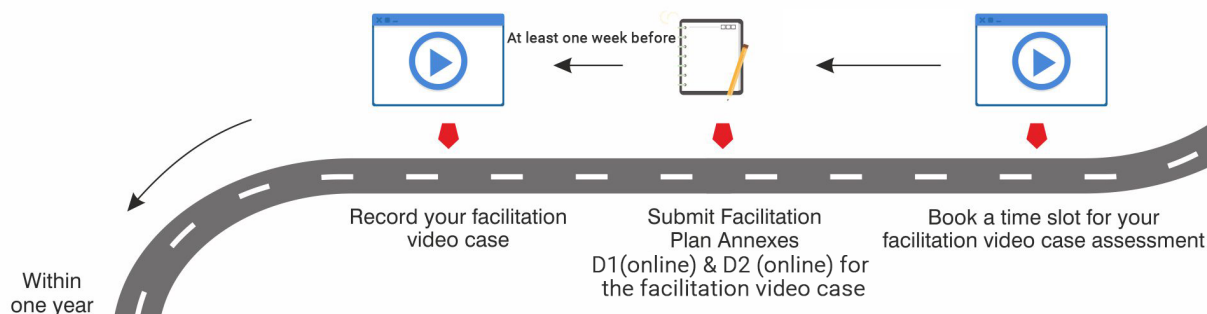 At least one week before
Record your facilitation
video case
Submit Facilitation
Plan Annexes
D1(online) & D2 (online) for
the facilitation video case
Book a time slot for your
facilitation video case assessment
Within
one year